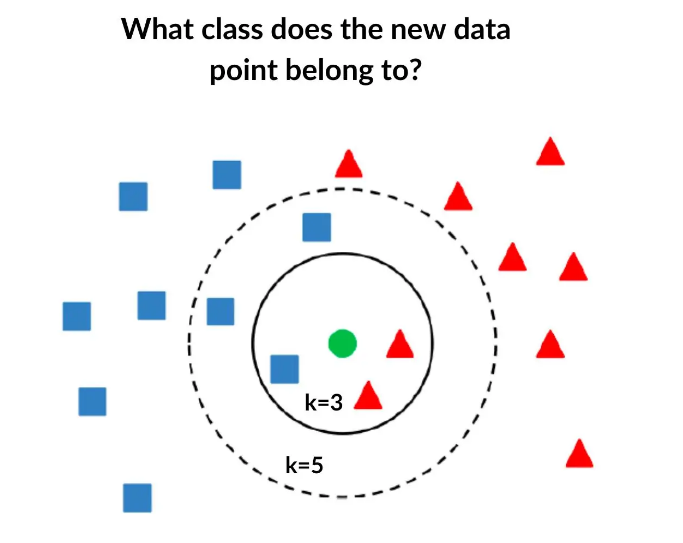 What class does the new data
point belong to?
k=3
k=5